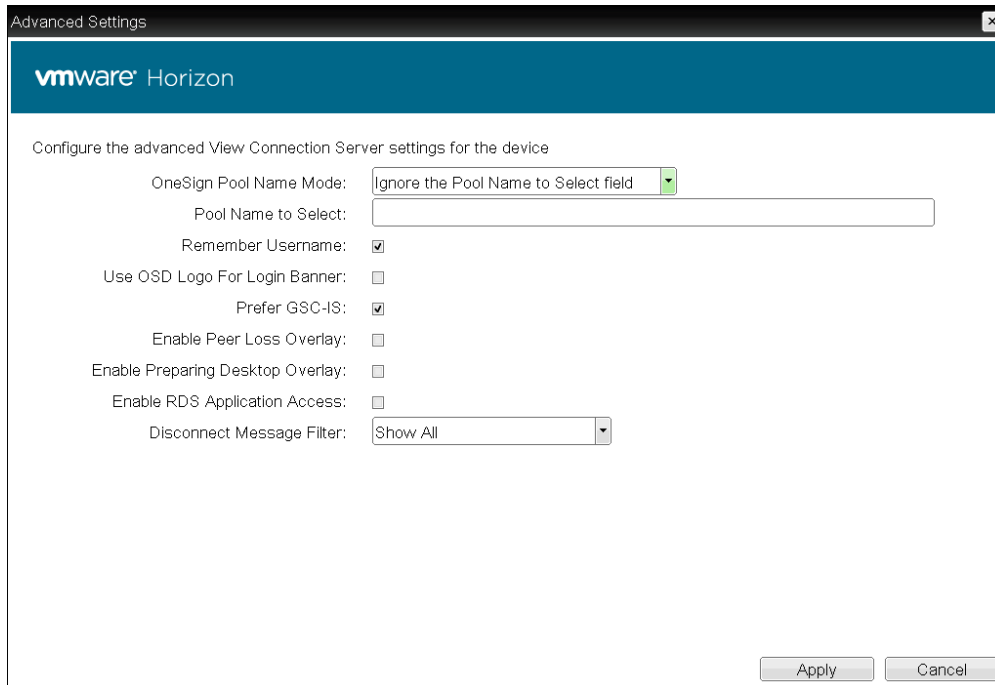 Advanced Settings
vmware Horizon
Configure the advanced View Connection Server settings for the device
OneSign Pool Name Mode: Ignore the Pool Name to Select field
Pool Name to Select:
Remember Username:
Use OSD Logo For Login Banner:
Prefer GSC-IS:
Enable Peer Loss Overlay:
Enable Preparing Desktop Overlay:
Enable RDS Application Access:
Disconnect Message Filter: Show All
Apply Cancel